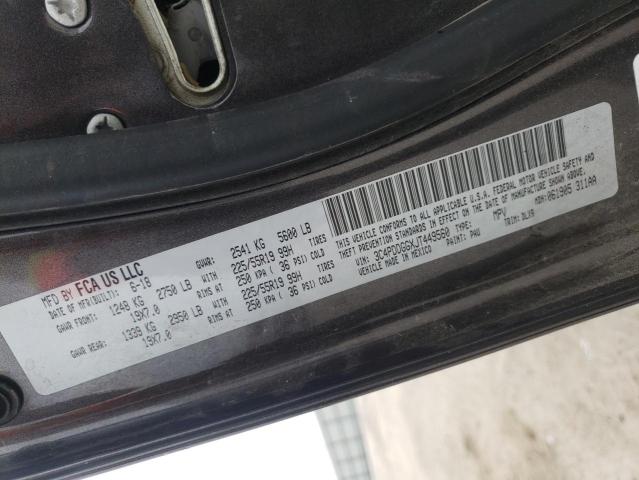 MFD BY FCA US LLC
DATE OF MFR(BUILT): 6-18 GVWR: 2541 KG 5600 LB
GAWR FRONT: 1248 KG 2750 LB WITH 225/55R19 99H TIRES
19X7.0 RIMS AT 250 KPA ( 36 PSI) COLD
GAWR REAR: 1339 KG 2950 LB WITH 225/55R19 99H TIRES
19X7.0 RIMS AT 250 KPA ( 36 PSI) COLD
THIS VEHICLE CONFORMS TO ALL APPLICABLE U.S.A. FEDERAL MOTOR VEHICLE SAFETY AND
THEFT PREVENTION STANDARDS IN EFFECT ON THE DATE OF MANUFACTURE SHOWN ABOVE.
VIN: 3C4PDDGGXJT449560 TYPE: MPV MDH: 061905 311AA
VEHICLE MADE IN MEXICO PAINT: PAU TRIM: DLX9